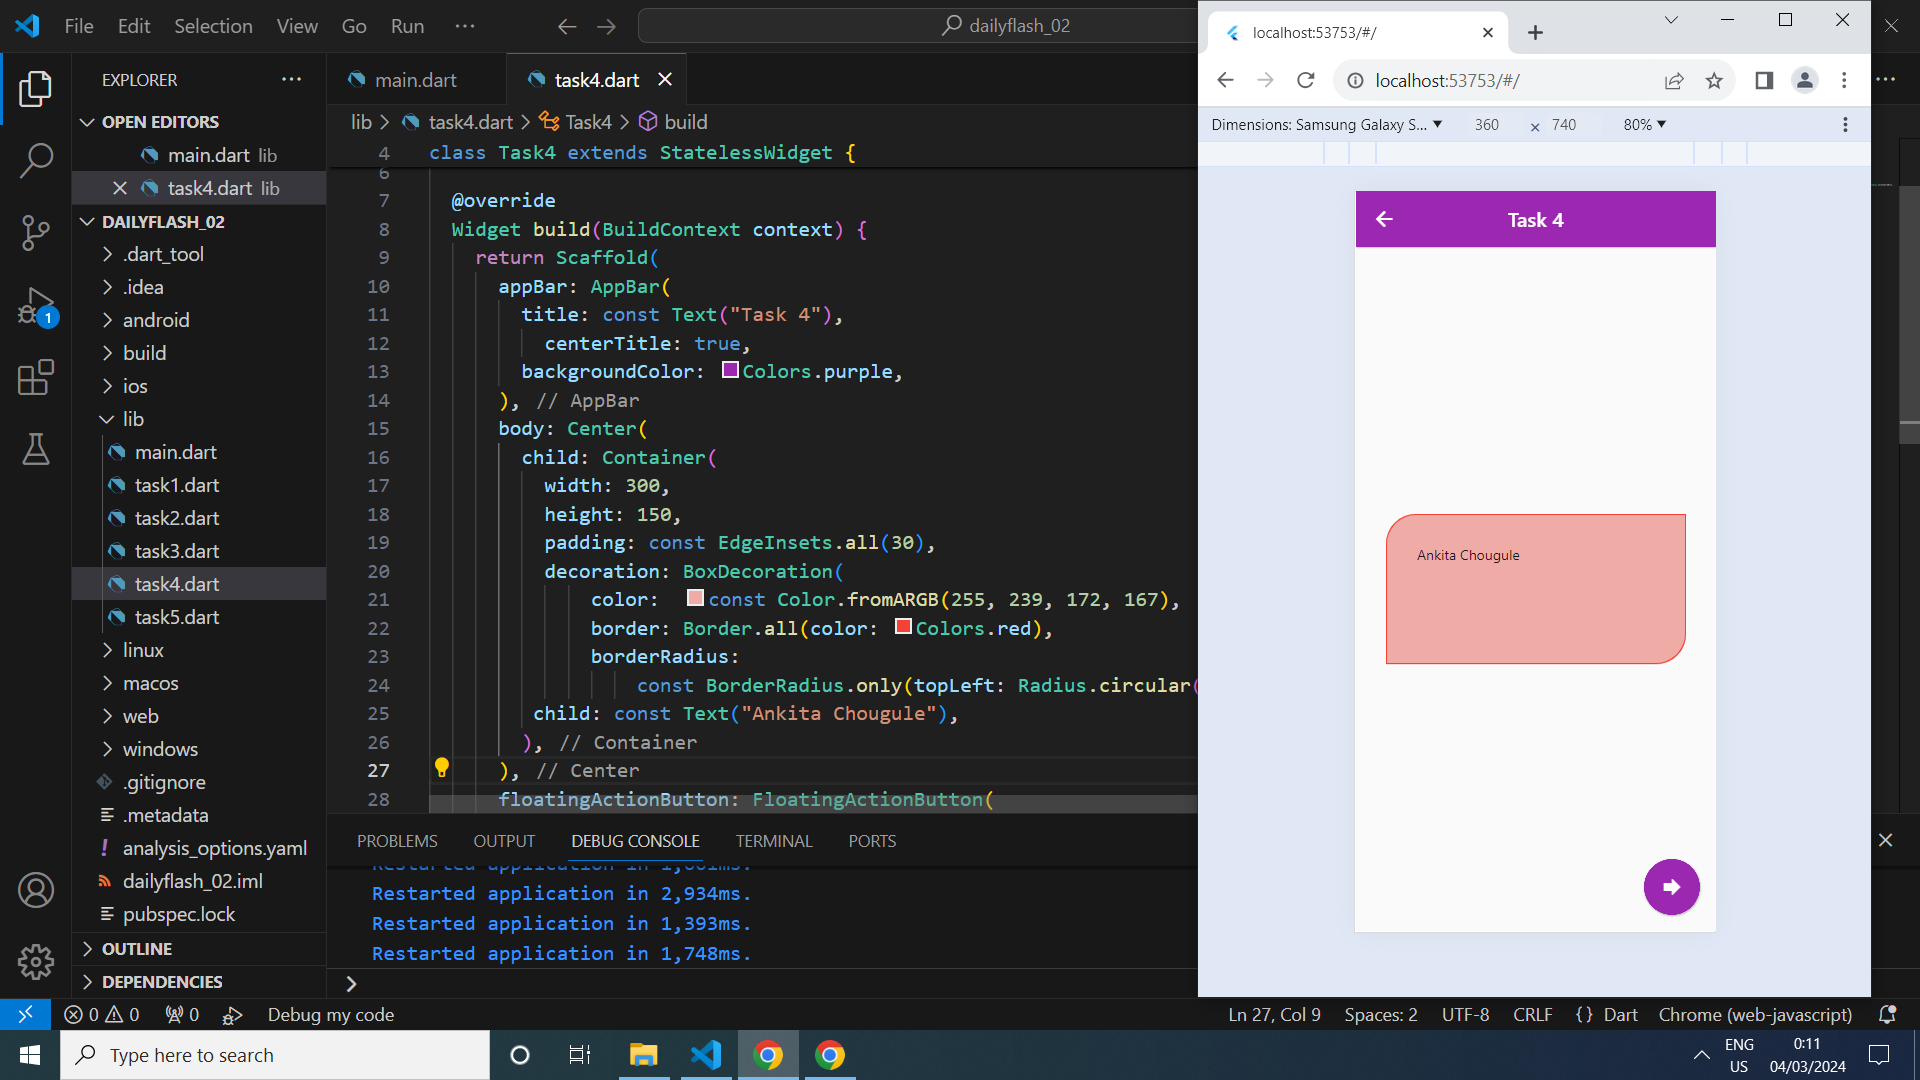 File Edit Selection View Go Run ··· dailyflash_02
EXPLORER ···
OPEN EDITORS
main.dart lib
task4.dart lib
DAILYFLASH_02
.dart_tool
.idea
android
build
ios
lib
main.dart
task1.dart
task2.dart
task3.dart
task4.dart
task5.dart
linux
macos
web
windows
.gitignore
.metadata
analysis_options.yaml
dailyflash_02.iml
pubspec.lock
OUTLINE
DEPENDENCIES
main.dart task4.dart
lib > task4.dart > Task4 > build
4 class Task4 extends StatelessWidget {
6
7 @override
8 Widget build(BuildContext context) {
9 return Scaffold(
10 appBar: AppBar(
11 title: const Text("Task 4"),
12 centerTitle: true,
13 backgroundColor: Colors.purple,
14 ), // AppBar
15 body: Center(
16 child: Container(
17 width: 300,
18 height: 150,
19 padding: const EdgeInsets.all(30),
20 decoration: BoxDecoration(
21 color: const Color.fromARGB(255, 239, 172, 167),
22 border: Border.all(color: Colors.red),
23 borderRadius:
24 const BorderRadius.only(topLeft: Radius.circular(
25 child: const Text("Ankita Chougule"),
26 ), // Container
27 ), // Center
28 floatingActionButton: FloatingActionButton(
PROBLEMS OUTPUT DEBUG CONSOLE TERMINAL PORTS
Restarted application in 2,934ms.
Restarted application in 1,393ms.
Restarted application in 1,748ms.
>
localhost:53753/#/
localhost:53753/#/
Dimensions: Samsung Galaxy S... ▼ 360 × 740 80% ▼
Task 4
Ankita Chougule
1
0 0 0 Debug my code Ln 27, Col 9 Spaces: 2 UTF-8 CRLF {} Dart Chrome (web-javascript)
Type here to search
ENG
US
0:11
04/03/2024